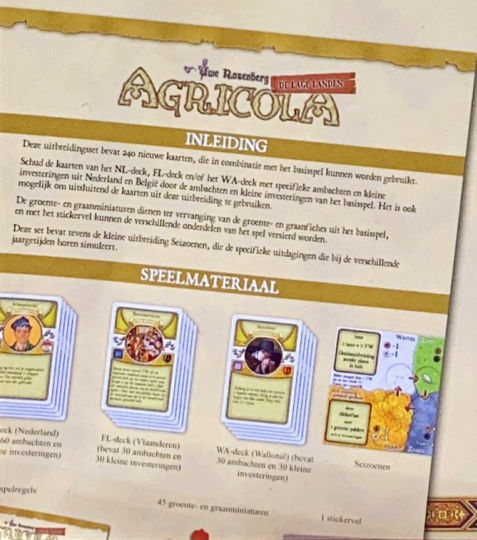 Uwe Rosenberg
DE LAGE LANDEN
AGRICOLA
INLEIDING
Deze uitbreidingsset bevat 240 nieuwe kaarten, die in combinatie met het basisspel kunnen worden gebruikt.
Schud de kaarten van het NL-deck, FL-deck en/of het WA-deck met specifieke ambachten en kleine
investeringen uit Nederland en België door de ambachten en kleine investeringen van het basisspel. Het is ook
mogelijk om uitsluitend de kaarten uit deze uitbreiding te gebruiken.
De groente- en graanminiaturen dienen ter vervanging van de groente- en graanfiches uit het basisspel,
en met het stickervel kunnen de verschillende onderdelen van het spel versierd worden.
Deze set bevat tevens de kleine uitbreiding Seizoenen, die de specifieke uitdagingen die bij de verschillende
jaargetijden horen simuleert.
SPEELMATERIAAL
eck (Nederland)
60 ambachten en
ne investeringen)
FL-deck (Vlaanderen)
(bevat 30 ambachten en
30 kleine investeringen)
WA-deck (Wallonië) (bevat
30 ambachten en 30 kleine
investeringen)
Seizoenen
spelregels
45 groente- en graanminiaturen
1 stickervel